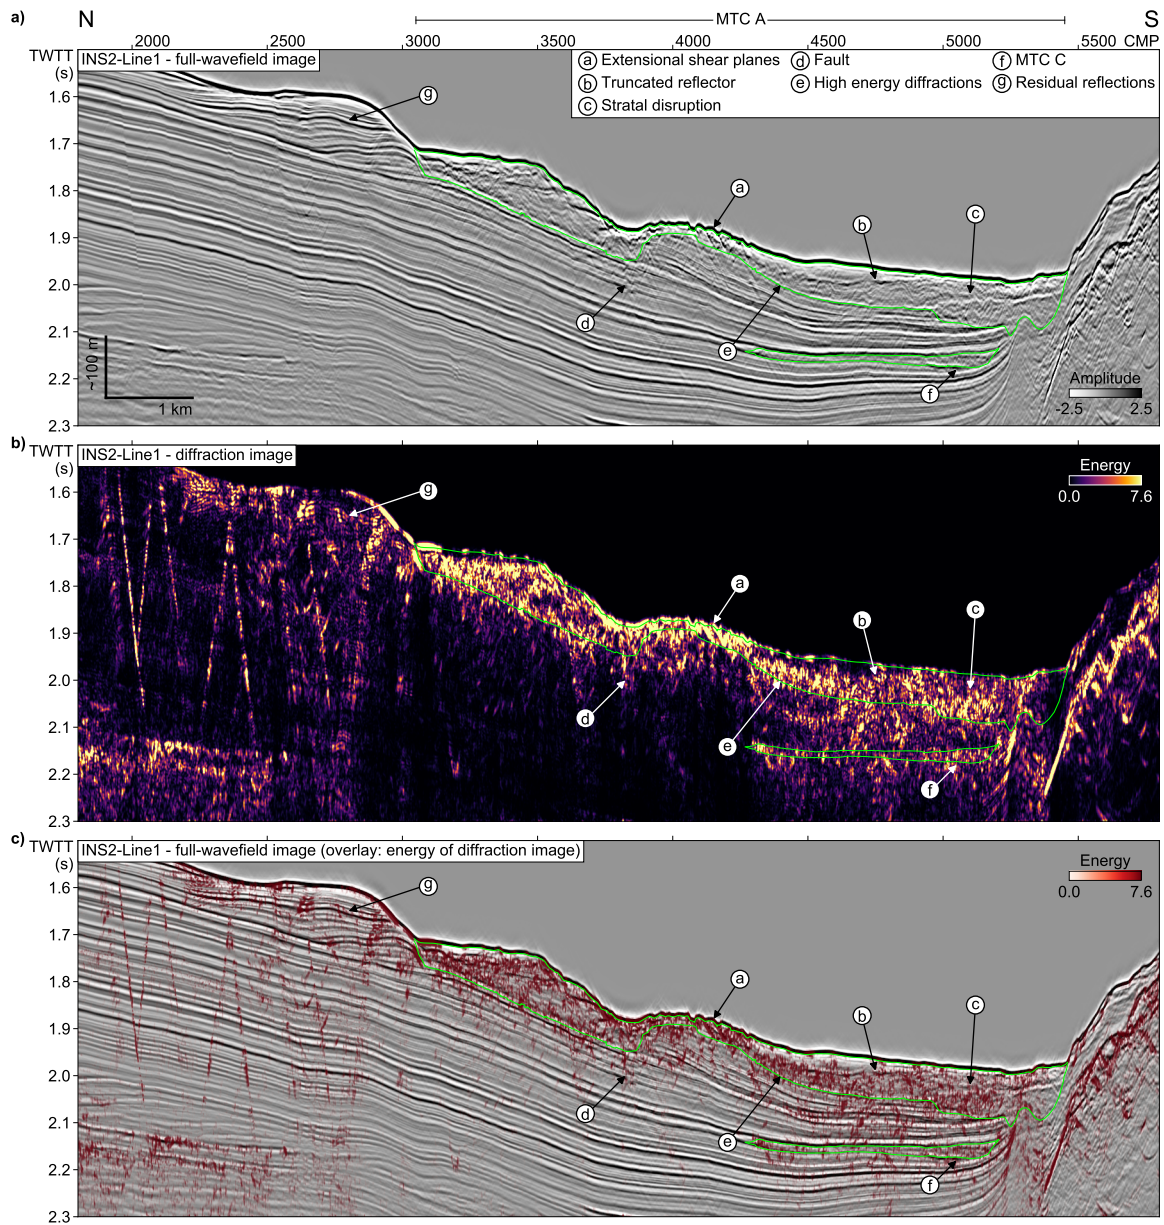 a) N MTC A S
2000 2500 3000 3500 4000 4500 5000 5500 CMP
TWTT
(s)
INS2-Line1 - full-wavefield image
a Extensional shear planes d Fault f MTC C
b Truncated reflector e High energy diffractions g Residual reflections
c Stratal disruption
1.6
g
1.7
1.8
a
b
c
1.9
2.0
d
2.1
e
~100 m
2.2
f
Amplitude
-2.5 2.5
1 km
2.3
b)
TWTT
(s)
INS2-Line1 - diffraction image
Energy
0.0 7.6
1.6
g
1.7
1.8
a
b
c
1.9
2.0
d
2.1
e
2.2
f
2.3
c)
TWTT
(s)
INS2-Line1 - full-wavefield image (overlay: energy of diffraction image)
Energy
0.0 7.6
1.6
g
1.7
1.8
a
b
c
1.9
2.0
d
2.1
e
2.2
f
2.3